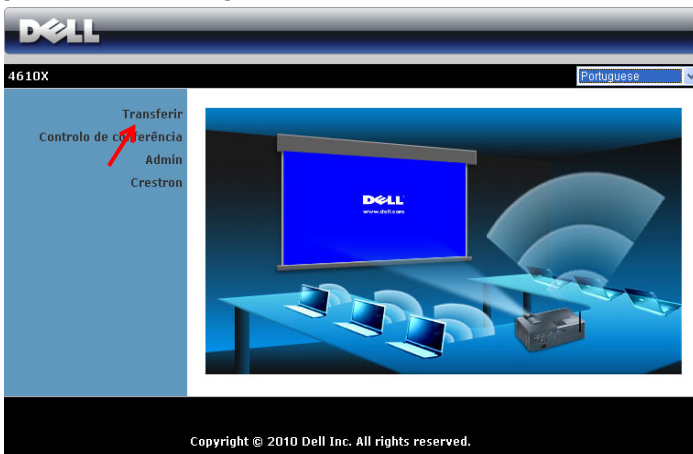 DELL
4610X
Portuguese
Transferir
Controlo de conferência
Admin
Crestron
DELL
www.dell.com
Copyright © 2010 Dell Inc. All rights reserved.